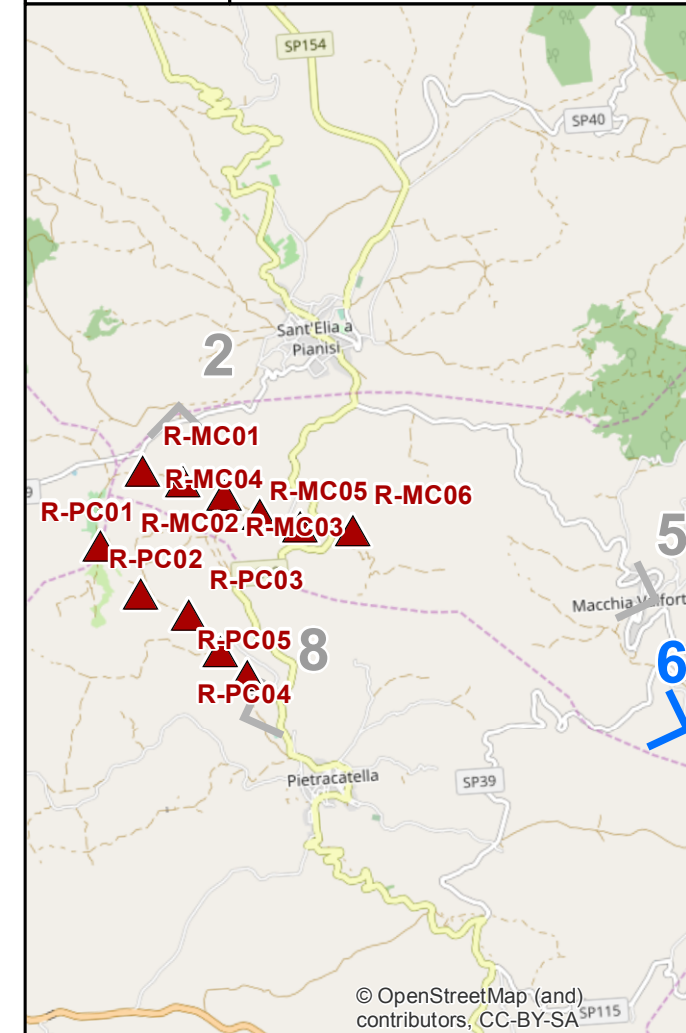 SP154
SP40
Sant'Elia a
Pianisi
2
R-MC01
R-MC04
R-MC05
R-MC06
9
R-PC01
R-MC02
R-MC03
5
R-PC02
R-PC03
Macchia Valfort
R-PC05
8
6
R-PC04
Pietracatella
SP39
© OpenStreetMap (and)
contributors, CC-BY-SA
SP115